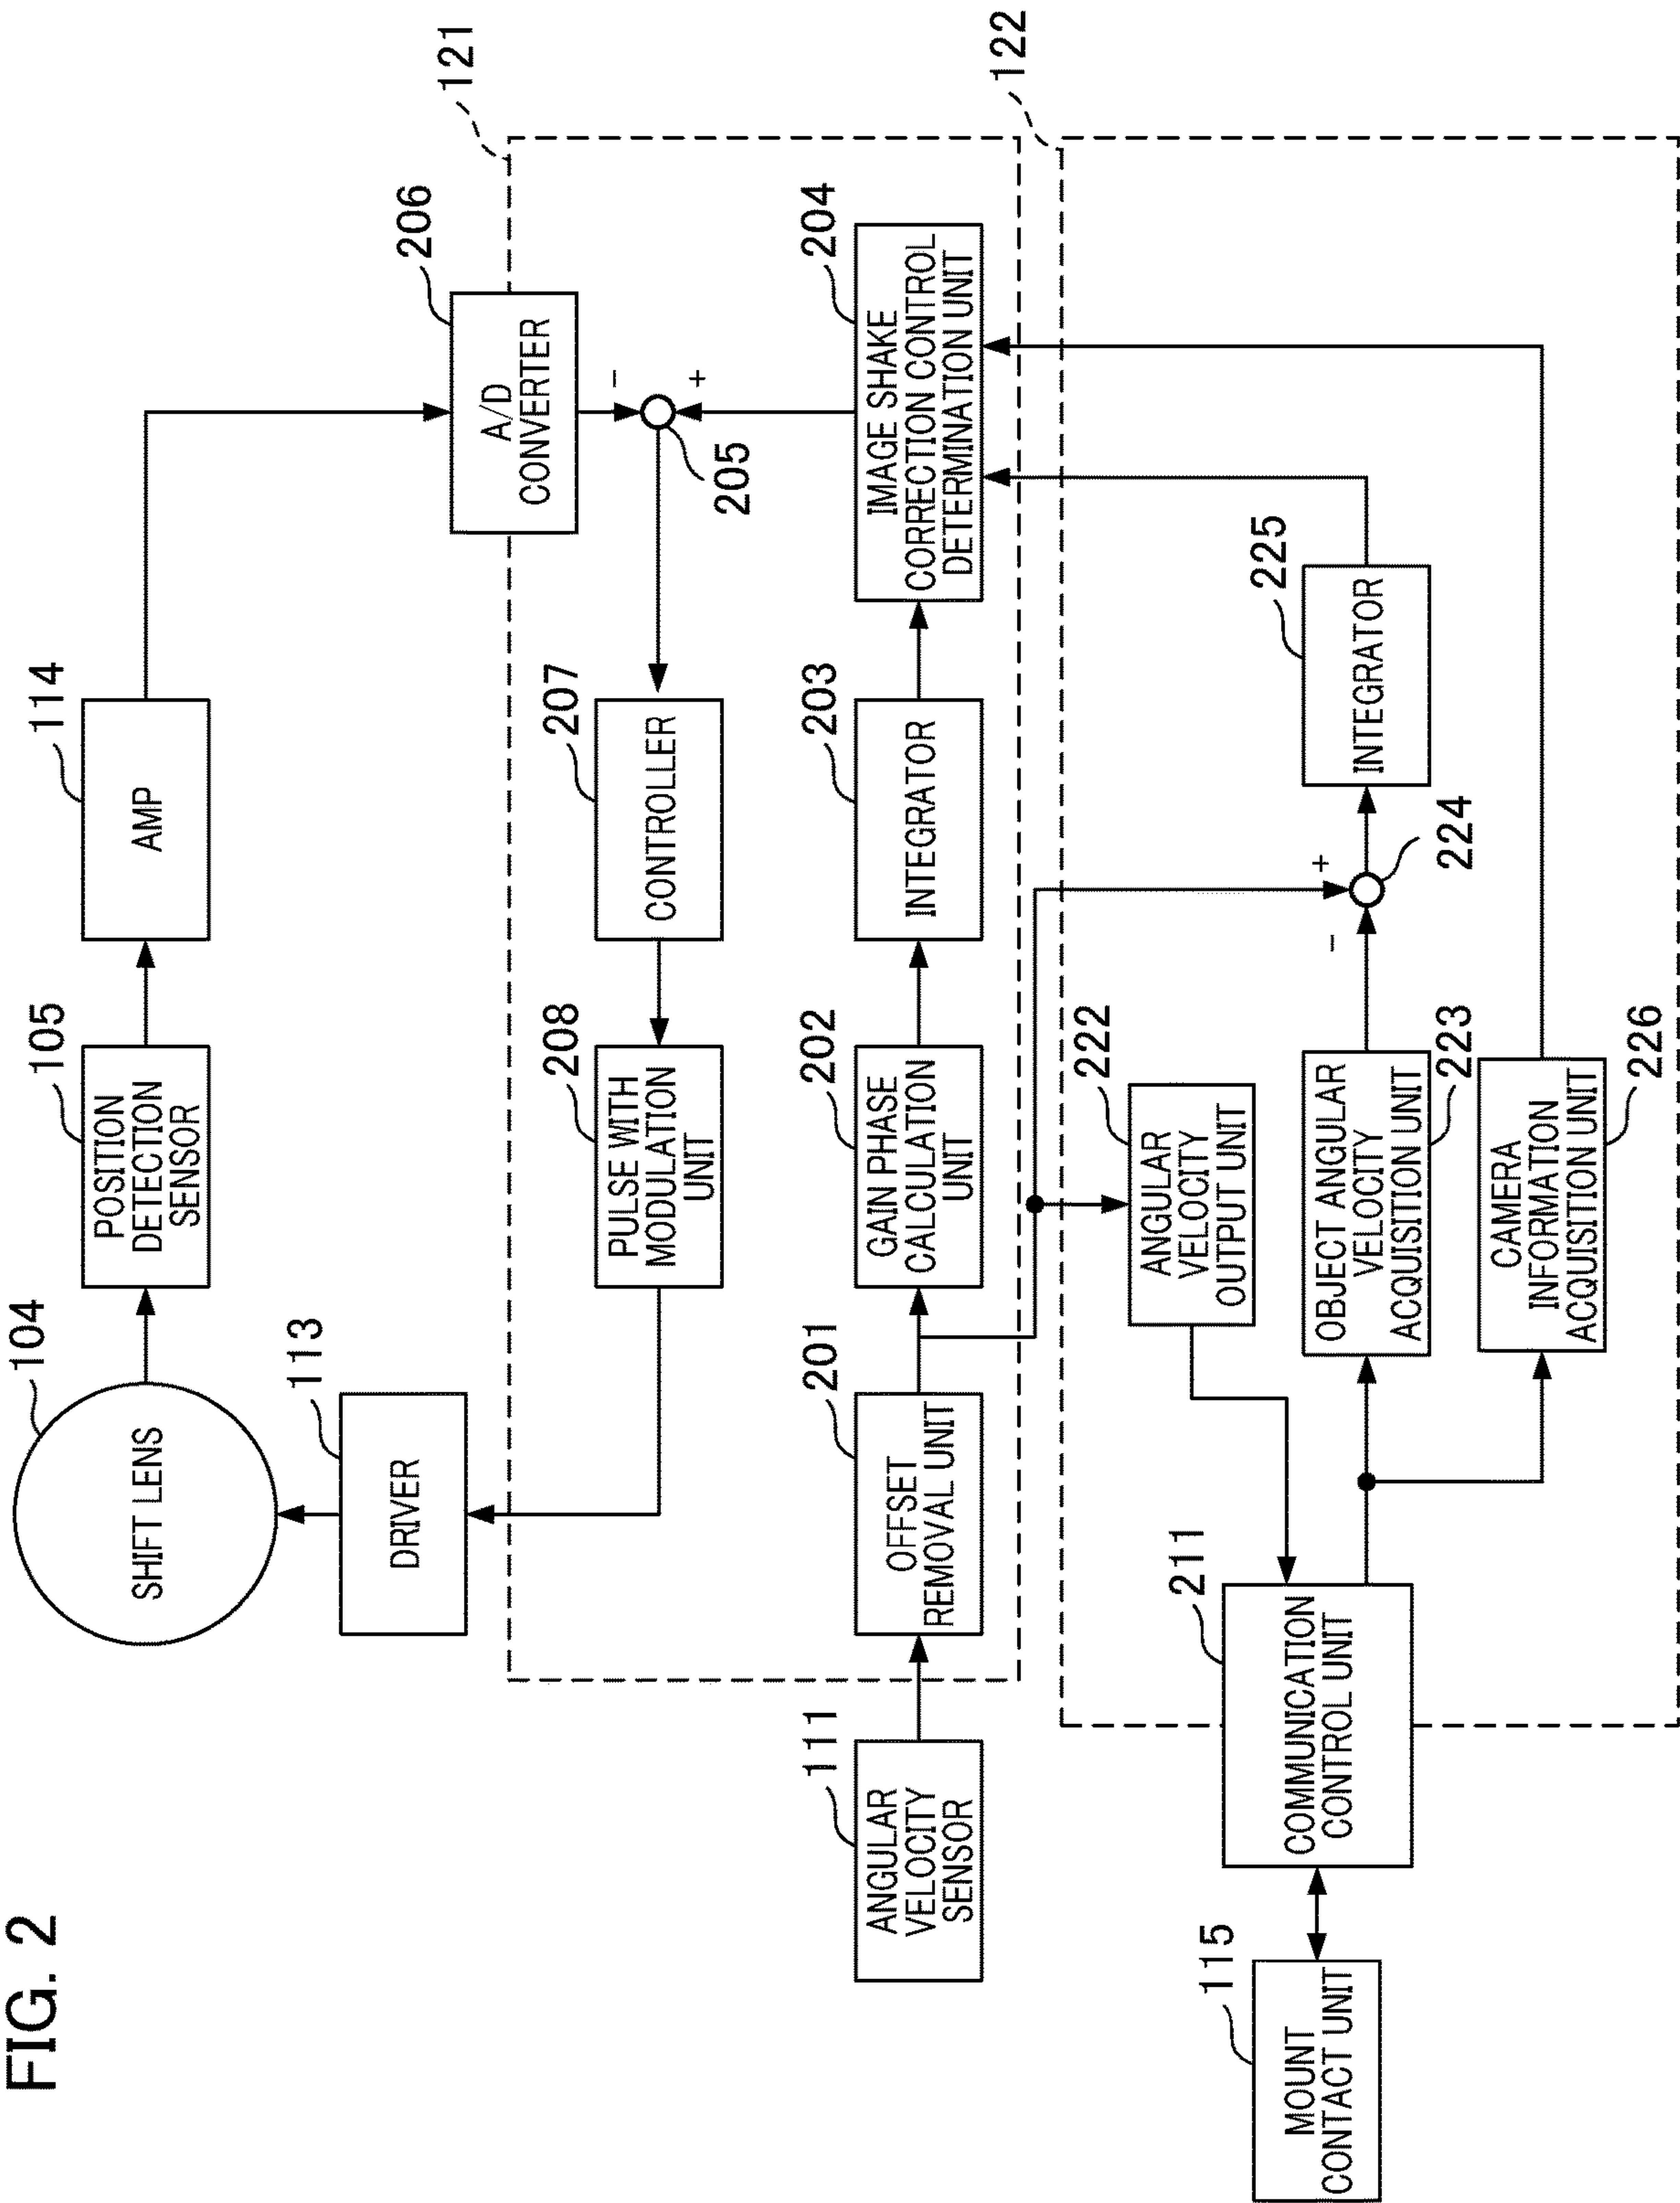 FIG. 2
104
SHIFT LENS
105
POSITION
DETECTION
SENSOR
114
AMP
113
DRIVER
206
A/D
CONVERTER
121
208
PULSE WITH
MODULATION
UNIT
207
CONTROLLER
-
+
205
111
ANGULAR
VELOCITY
SENSOR
201
OFFSET
REMOVAL UNIT
202
GAIN PHASE
CALCULATION
UNIT
203
INTEGRATOR
204
IMAGE SHAKE
CORRECTION CONTROL
DETERMINATION UNIT
122
115
MOUNT
CONTACT UNIT
211
COMMUNICATION
CONTROL UNIT
222
ANGULAR
VELOCITY
OUTPUT UNIT
OBJECT ANGULAR
VELOCITY
ACQUISITION UNIT
223
-
+
224
225
INTEGRATOR
CAMERA
INFORMATION
ACQUISITION UNIT
226